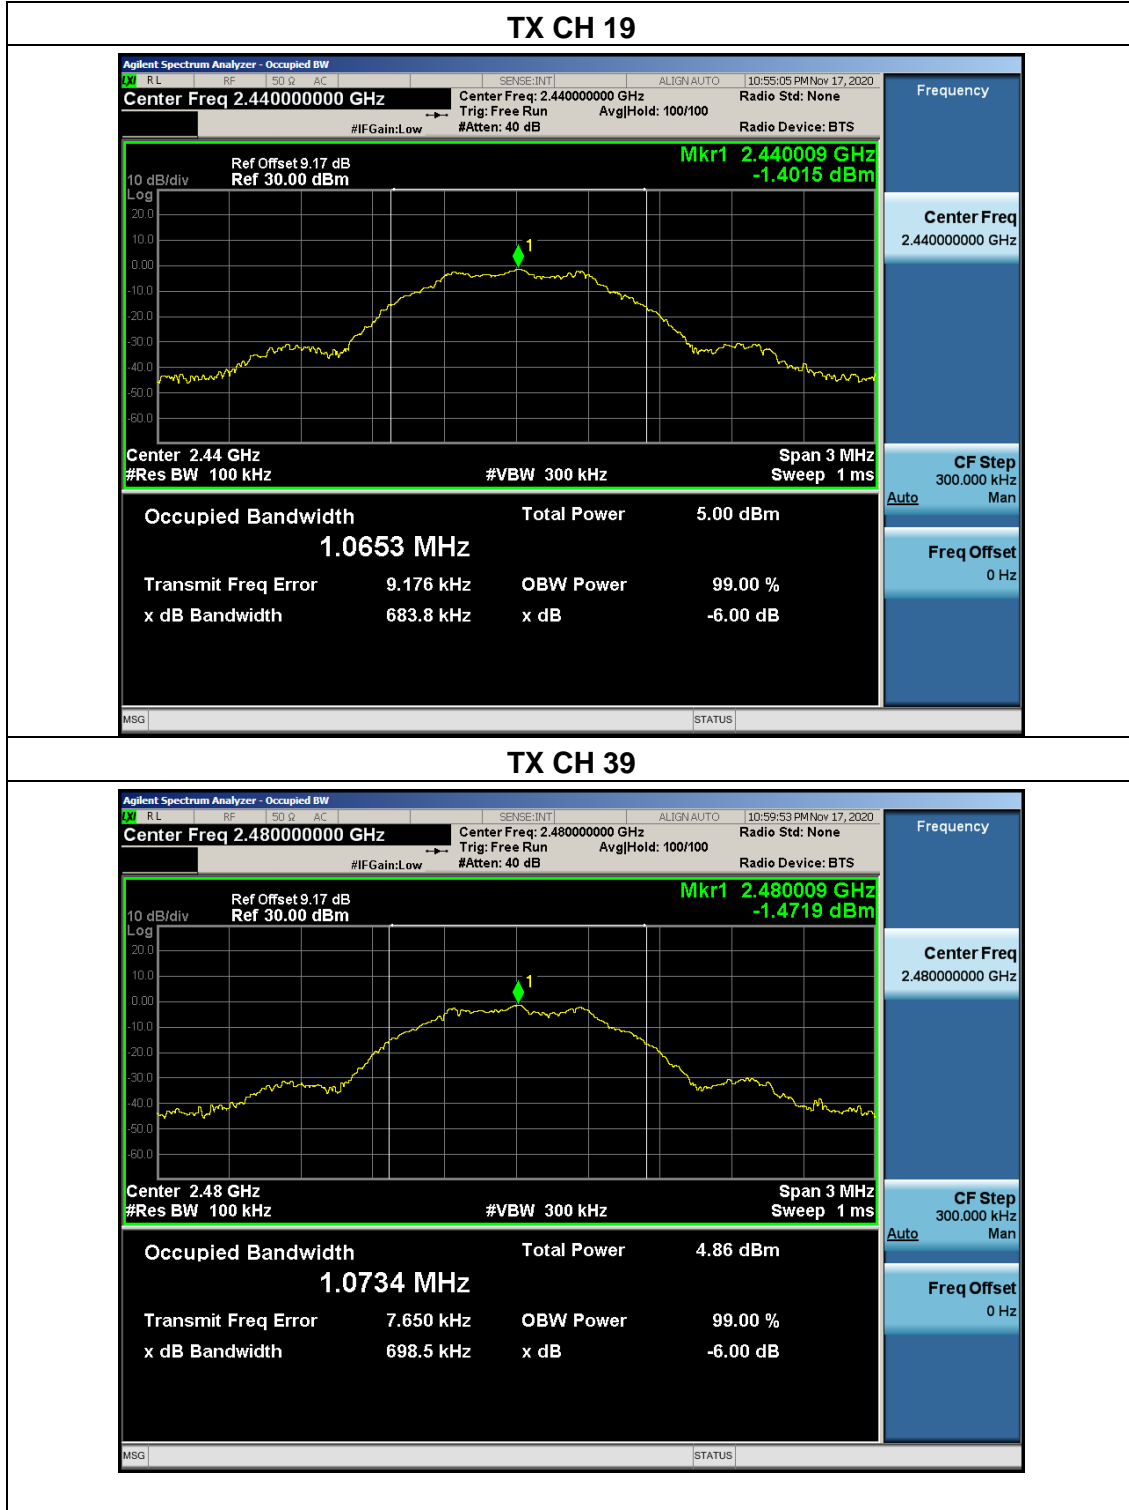 TX CH 19
Agilent Spectrum Analyzer - Occupied BW
LXI RL RF 50 Ω AC SENSE:INT ALIGN AUTO 10:55:05 PM Nov 17, 2020
Center Freq 2.440000000 GHz
Center Freq: 2.440000000 GHz
Radio Std: None
Trig: Free Run Avg|Hold: 100/100
#IFGain:Low #Atten: 40 dB Radio Device: BTS
Frequency
Mkr1 2.440009 GHz
-1.4015 dBm
Ref Offset 9.17 dB
10 dB/div Ref 30.00 dBm
Log
20.0
10.0
1
0.00
-10.0
-20.0
-30.0
-40.0
-50.0
-60.0
Center 2.44 GHz Span 3 MHz
#Res BW 100 kHz #VBW 300 kHz Sweep 1 ms
Center Freq
2.440000000 GHz
CF Step
300.000 kHz
Auto Man
Freq Offset
0 Hz
Occupied Bandwidth Total Power 5.00 dBm
1.0653 MHz
Transmit Freq Error 9.176 kHz OBW Power 99.00 %
x dB Bandwidth 683.8 kHz x dB -6.00 dB
MSG STATUS
TX CH 39
Agilent Spectrum Analyzer - Occupied BW
LXI RL RF 50 Ω AC SENSE:INT ALIGN AUTO 10:59:53 PM Nov 17, 2020
Center Freq 2.480000000 GHz
Center Freq: 2.480000000 GHz
Radio Std: None
Trig: Free Run Avg|Hold: 100/100
#IFGain:Low #Atten: 40 dB Radio Device: BTS
Frequency
Mkr1 2.480009 GHz
-1.4719 dBm
Ref Offset 9.17 dB
10 dB/div Ref 30.00 dBm
Log
20.0
10.0
1
0.00
-10.0
-20.0
-30.0
-40.0
-50.0
-60.0
Center 2.48 GHz Span 3 MHz
#Res BW 100 kHz #VBW 300 kHz Sweep 1 ms
Center Freq
2.480000000 GHz
CF Step
300.000 kHz
Auto Man
Freq Offset
0 Hz
Occupied Bandwidth Total Power 4.86 dBm
1.0734 MHz
Transmit Freq Error 7.650 kHz OBW Power 99.00 %
x dB Bandwidth 698.5 kHz x dB -6.00 dB
MSG STATUS